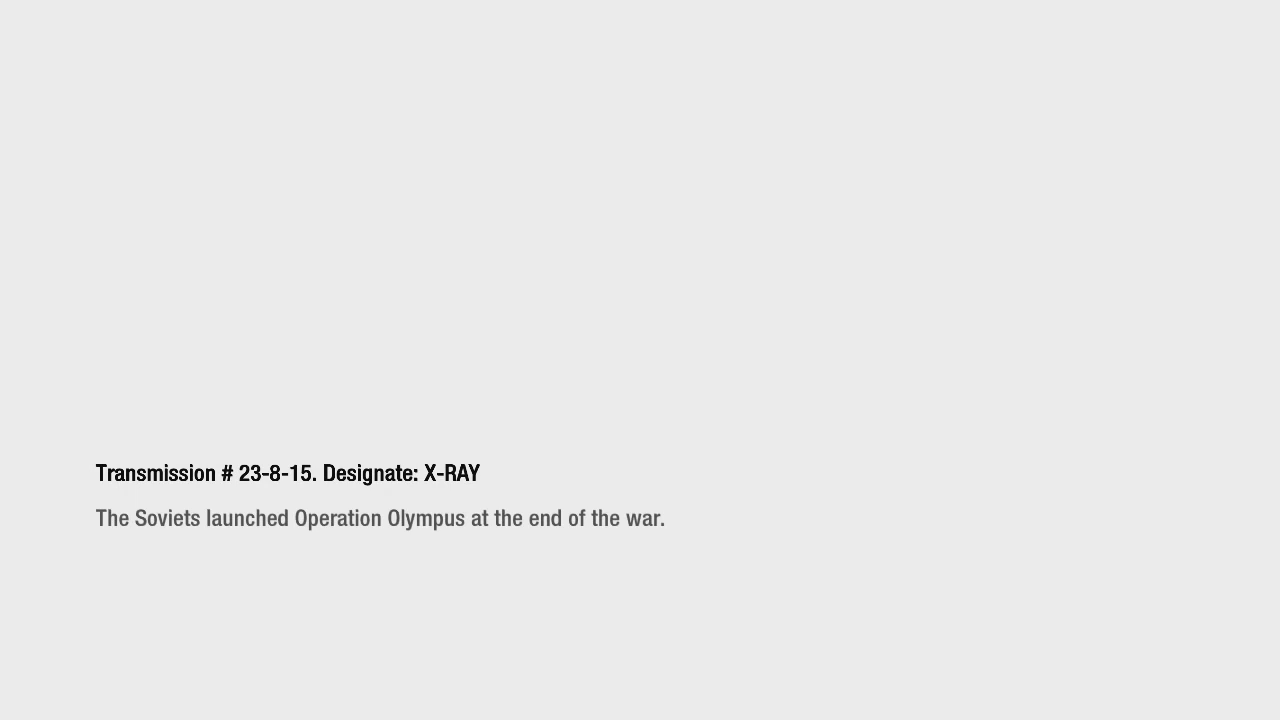 Transmission # 23-8-15. Designate: X-RAY
The Soviets launched Operation Olympus at the end of the war.